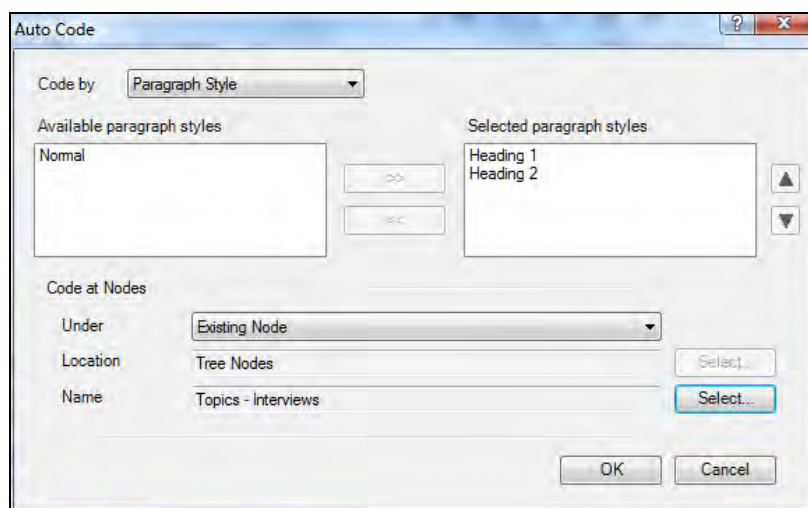 Auto Code
Code by Paragraph Style
Available paragraph styles Selected paragraph styles
Normal >> Heading 1
Heading 2
<<
Code at Nodes
Under Existing Node
Location Tree Nodes Select...
Name Topics - Interviews Select...
OK Cancel